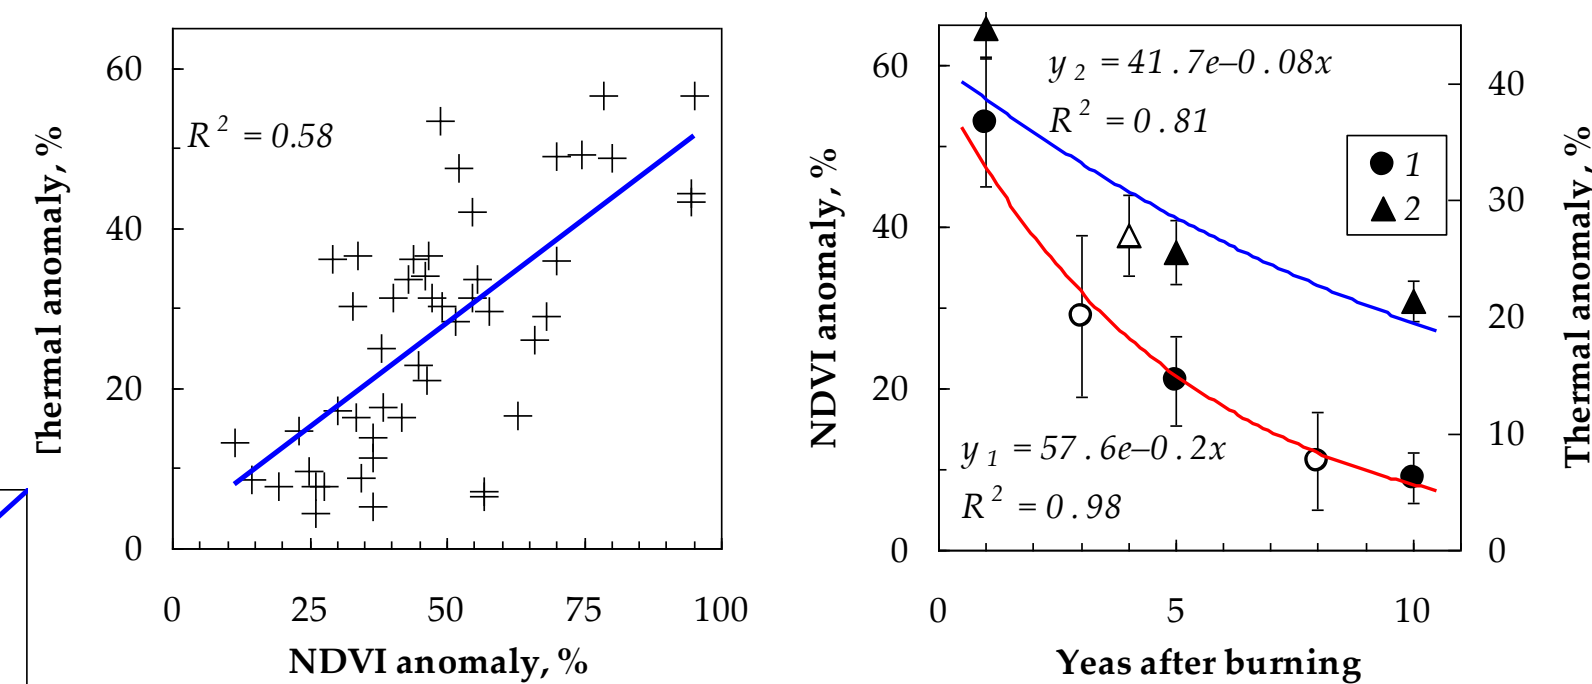 60
40
20
0
0 25 50 75 100
R² = 0.58
[hermal anomaly, %
NDVI anomaly, %
60
40
20
0
0 5 10
40
30
20
10
0
y₂ = 41.7e–0.08x
R² = 0.81
1
2
y₁ = 57.6e–0.2x
R² = 0.98
NDVI anomaly, %
Thermal anomaly, %
Yeas after burning